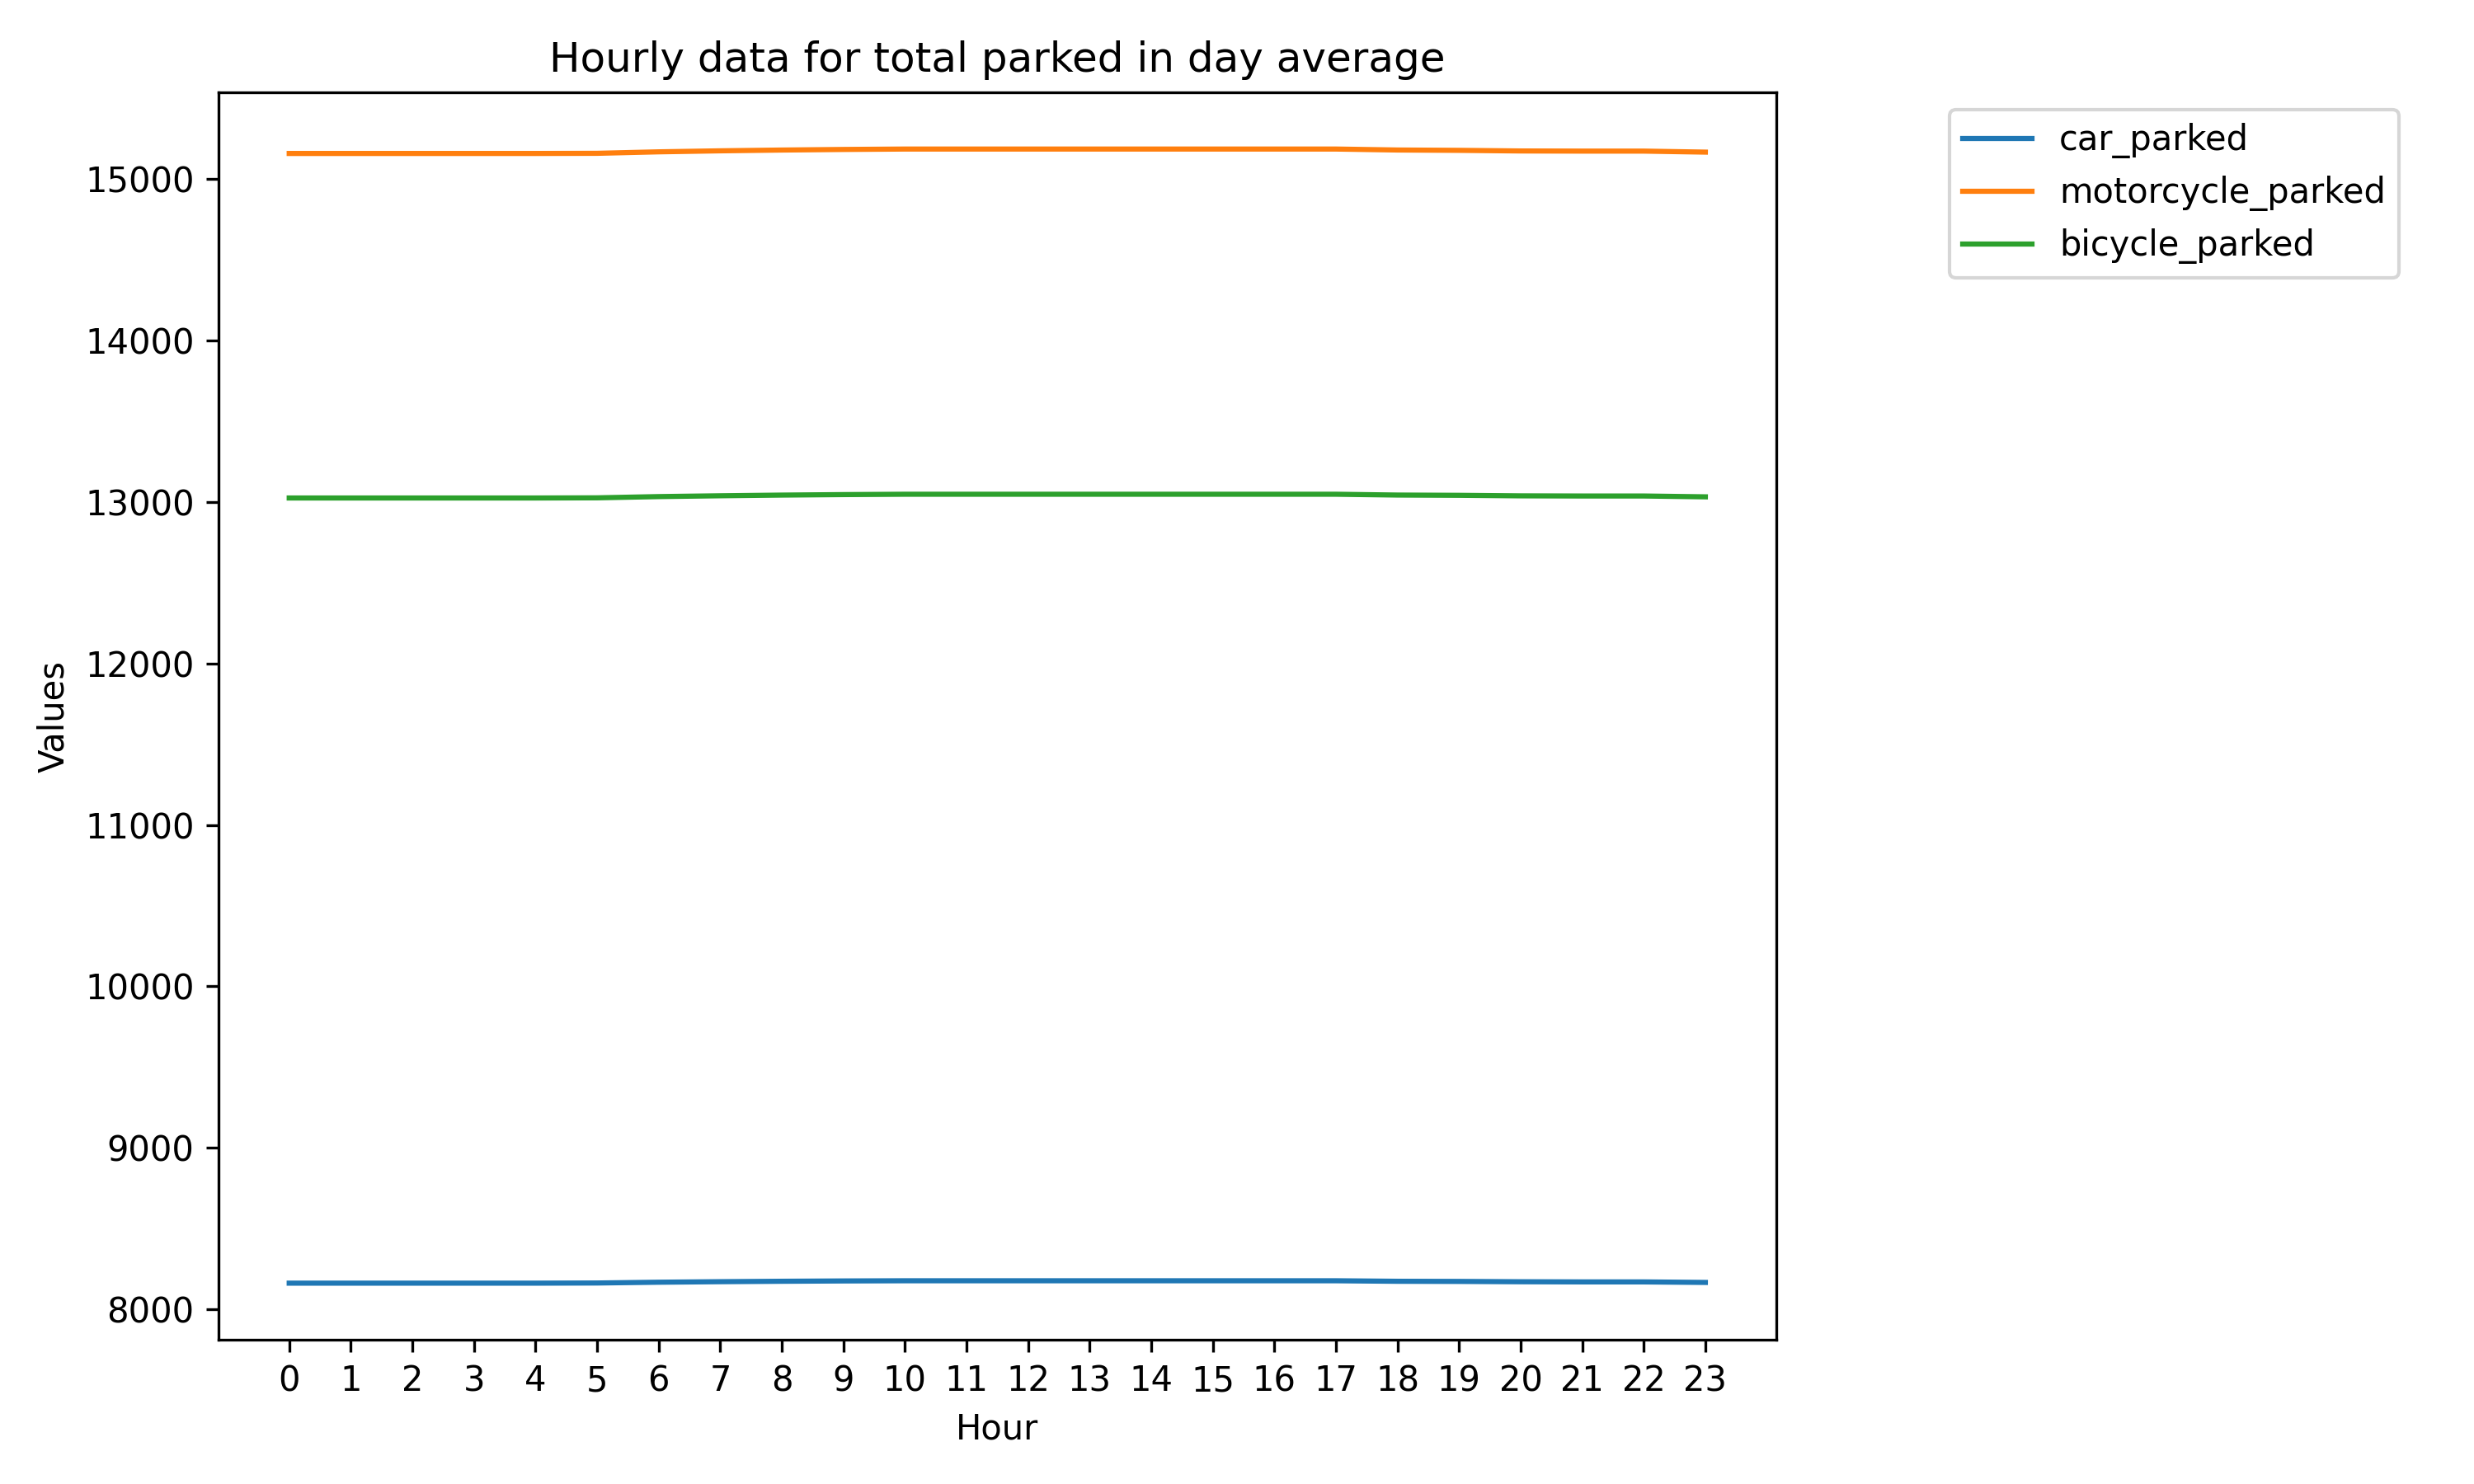 Hourly data for total parked in day average
car_parked
motorcycle_parked
bicycle_parked
Values
15000
14000
13000
12000
11000
10000
9000
8000
0 1 2 3 4 5 6 7 8 9 10 11 12 13 14 15 16 17 18 19 20 21 22 23
Hour